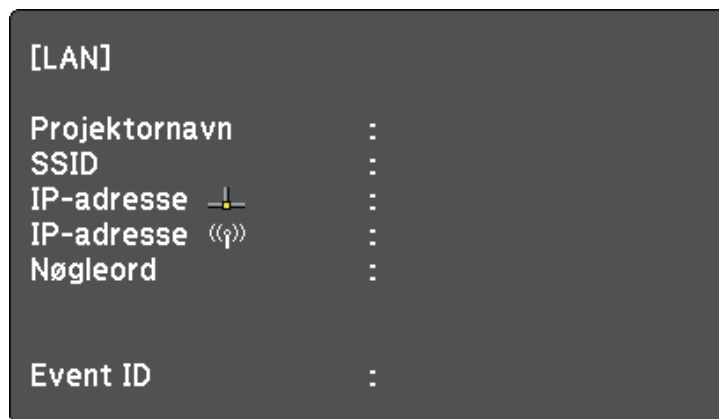 [LAN]
Projektornavn :
SSID :
IP-adresse :
IP-adresse :
Nøgleord :
Event ID :